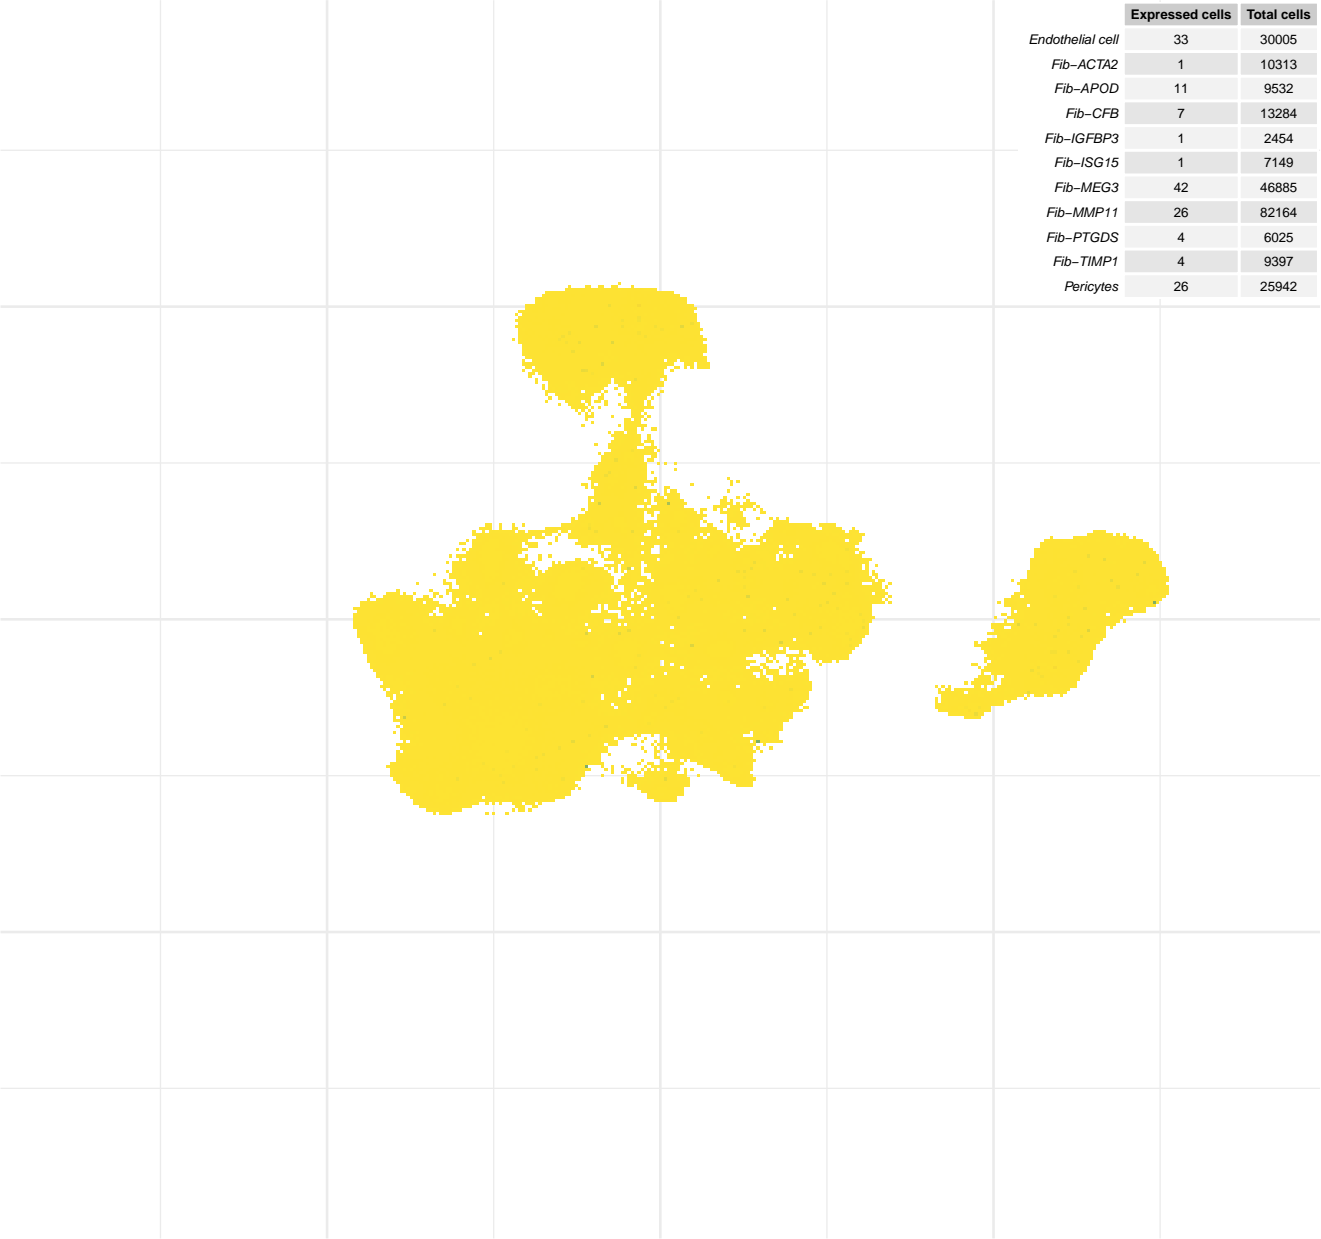 Expressed cells Total cells
Endothelial cell 33 30005
Fib−ACTA2 1 10313
Fib−APOD 11 9532
Fib−CFB 7 13284
Fib−IGFBP3 1 2454
Fib−ISG15 1 7149
Fib−MEG3 42 46885
Fib−MMP11 26 82164
Fib−PTGDS 4 6025
Fib−TIMP1 4 9397
Pericytes 26 25942